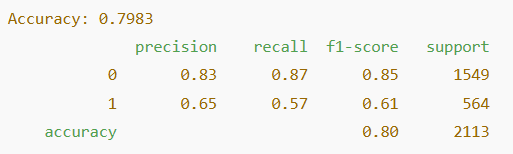 Accuracy: 0.7983
precision recall f1-score support
0 0.83 0.87 0.85 1549
1 0.65 0.57 0.61 564
accuracy 0.80 2113